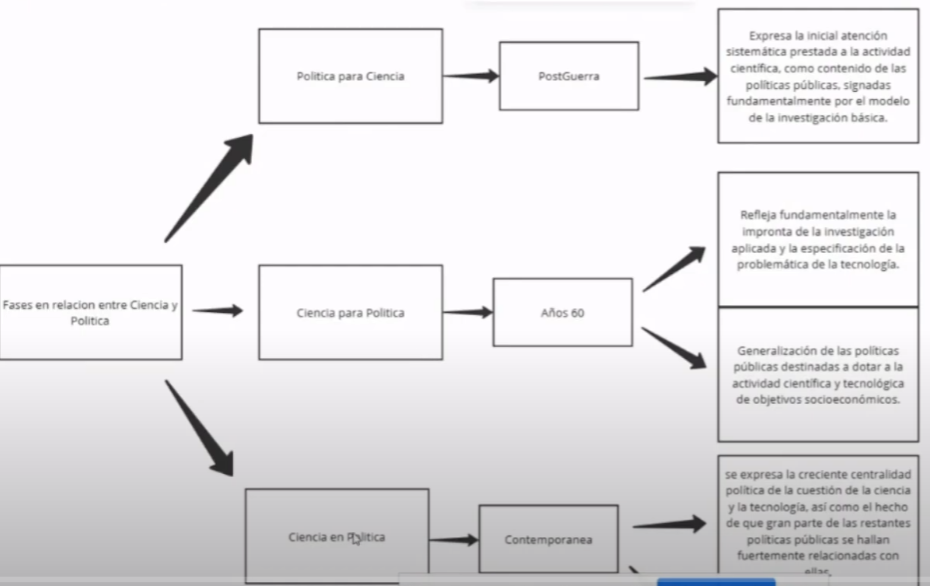 Politica para Ciencia
PostGuerra
Expresa la inicial atención
sistemática prestada a la actividad
científica, como contenido de las
políticas públicas, signadas
fundamentalmente por el modelo
de la investigación básica.
Fases en relacion entre Ciencia y
Politica
Ciencia para Politica
Años 60
Refleja fundamentalmente la
impronta de la investigación
aplicada y la especificación de la
problemática de la tecnología.
Generalización de las políticas
públicas destinadas a dotar a la
actividad científica y tecnológica
de objetivos socioeconómicos.
Ciencia en Politica
Contemporanea
se expresa la creciente centralidad
política de la cuestión de la ciencia
y la tecnología, así como el hecho
de que gran parte de las restantes
políticas públicas se hallan
fuertemente relacionadas con
ellas.